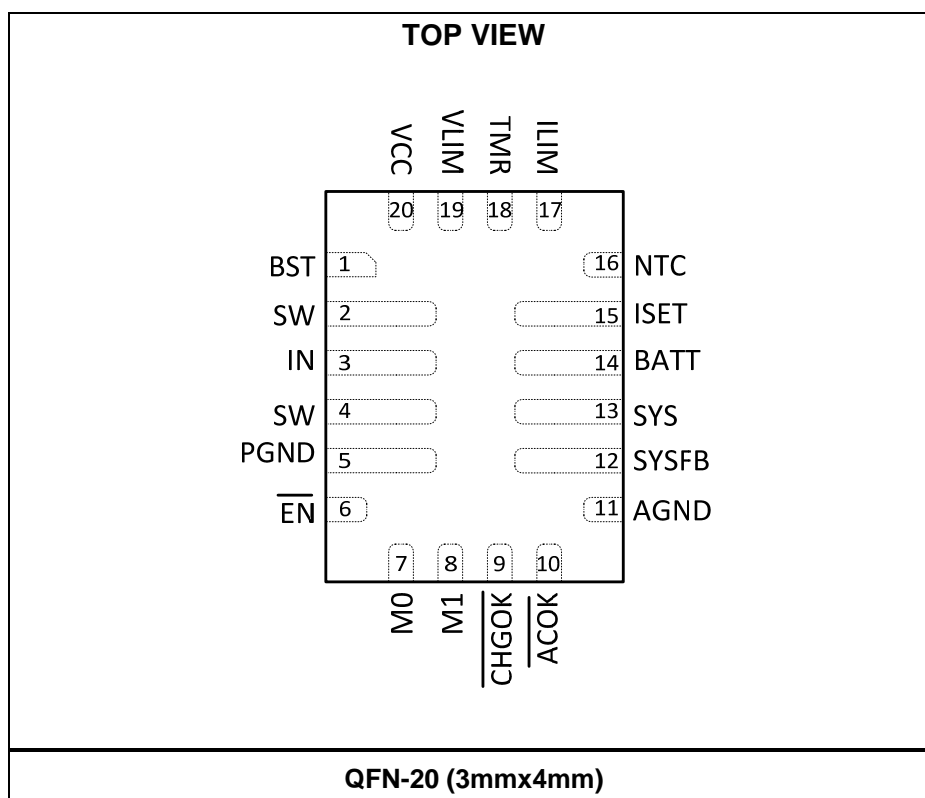 TOP VIEW
VCC VLIM TMR ILIM
20 19 18 17
BST 1 16 NTC
SW 2 15 ISET
IN 3 14 BATT
SW 4 13 SYS
PGND 5 12 SYSFB
EN 6 11 AGND
7 8 9 10
M0 M1 CHGOK ACOK
QFN-20 (3mmx4mm)